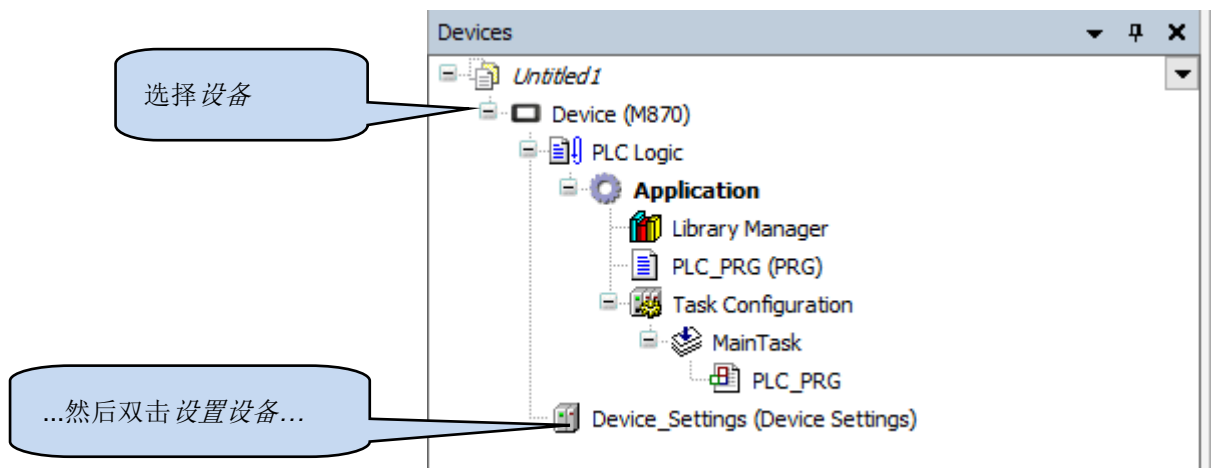 Devices
Untitled1
选择设备
Device (M870)
PLC Logic
Application
Library Manager
PLC_PRG (PRG)
Task Configuration
MainTask
PLC_PRG
...然后双击设置设备...
Device_Settings (Device Settings)